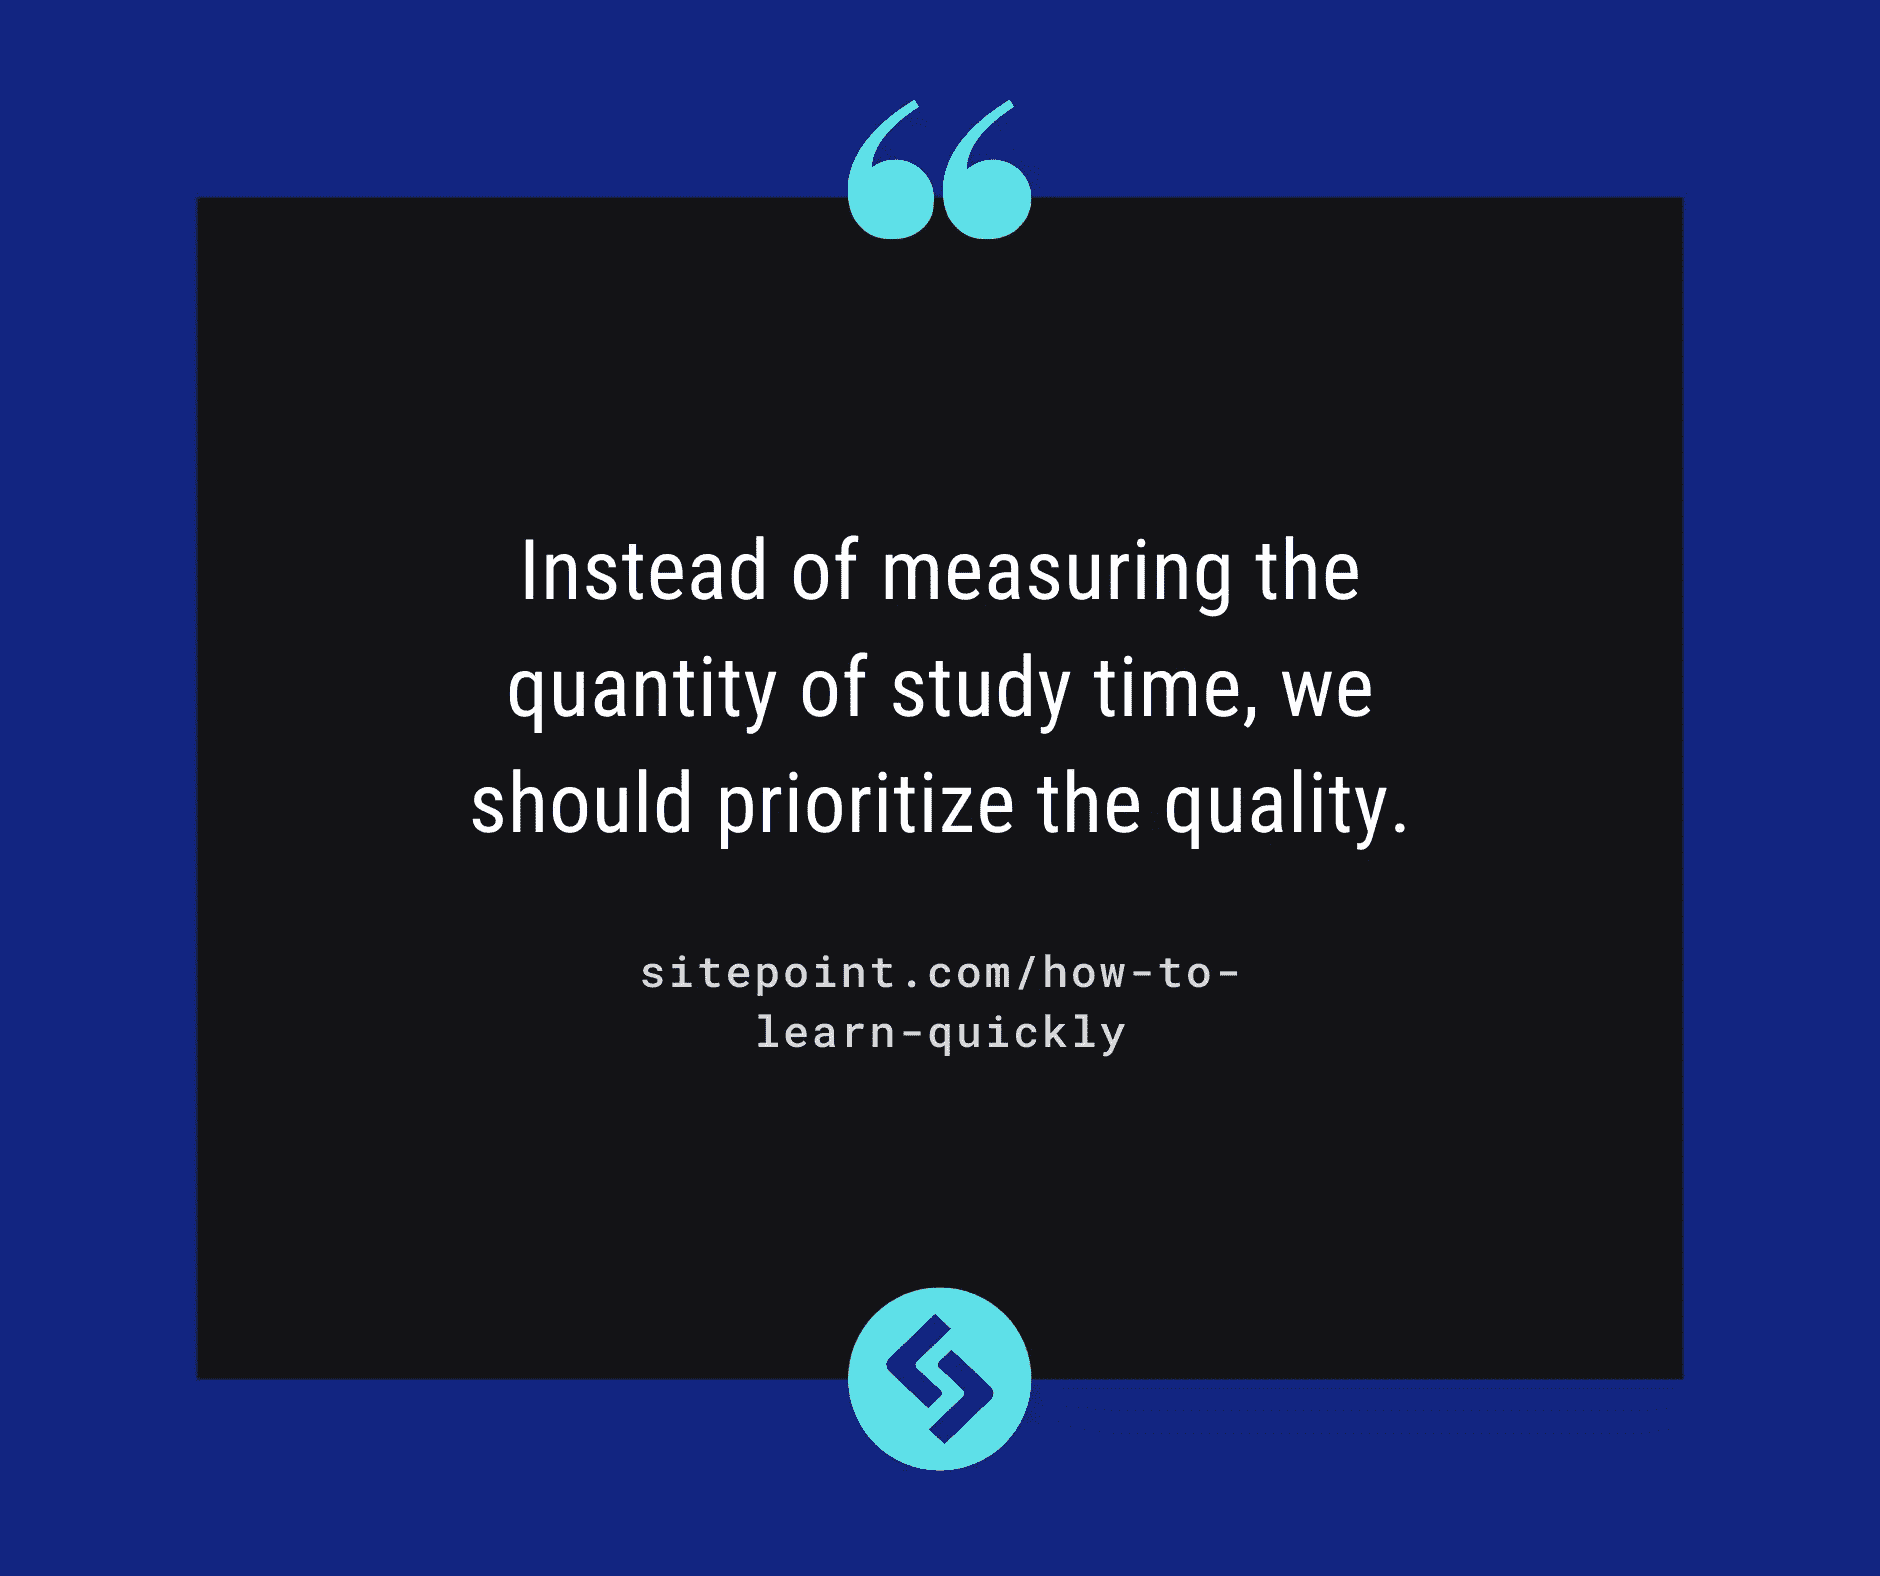 Instead of measuring the
quantity of study time, we
should prioritize the quality.
sitepoint.com/how-to-
learn-quickly